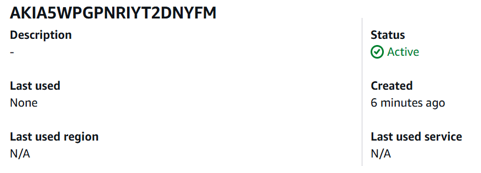 AKIA5WPGPNRIYT2DNYFM
Description
-
Status
Active
Last used
None
Created
6 minutes ago
Last used region
N/A
Last used service
N/A